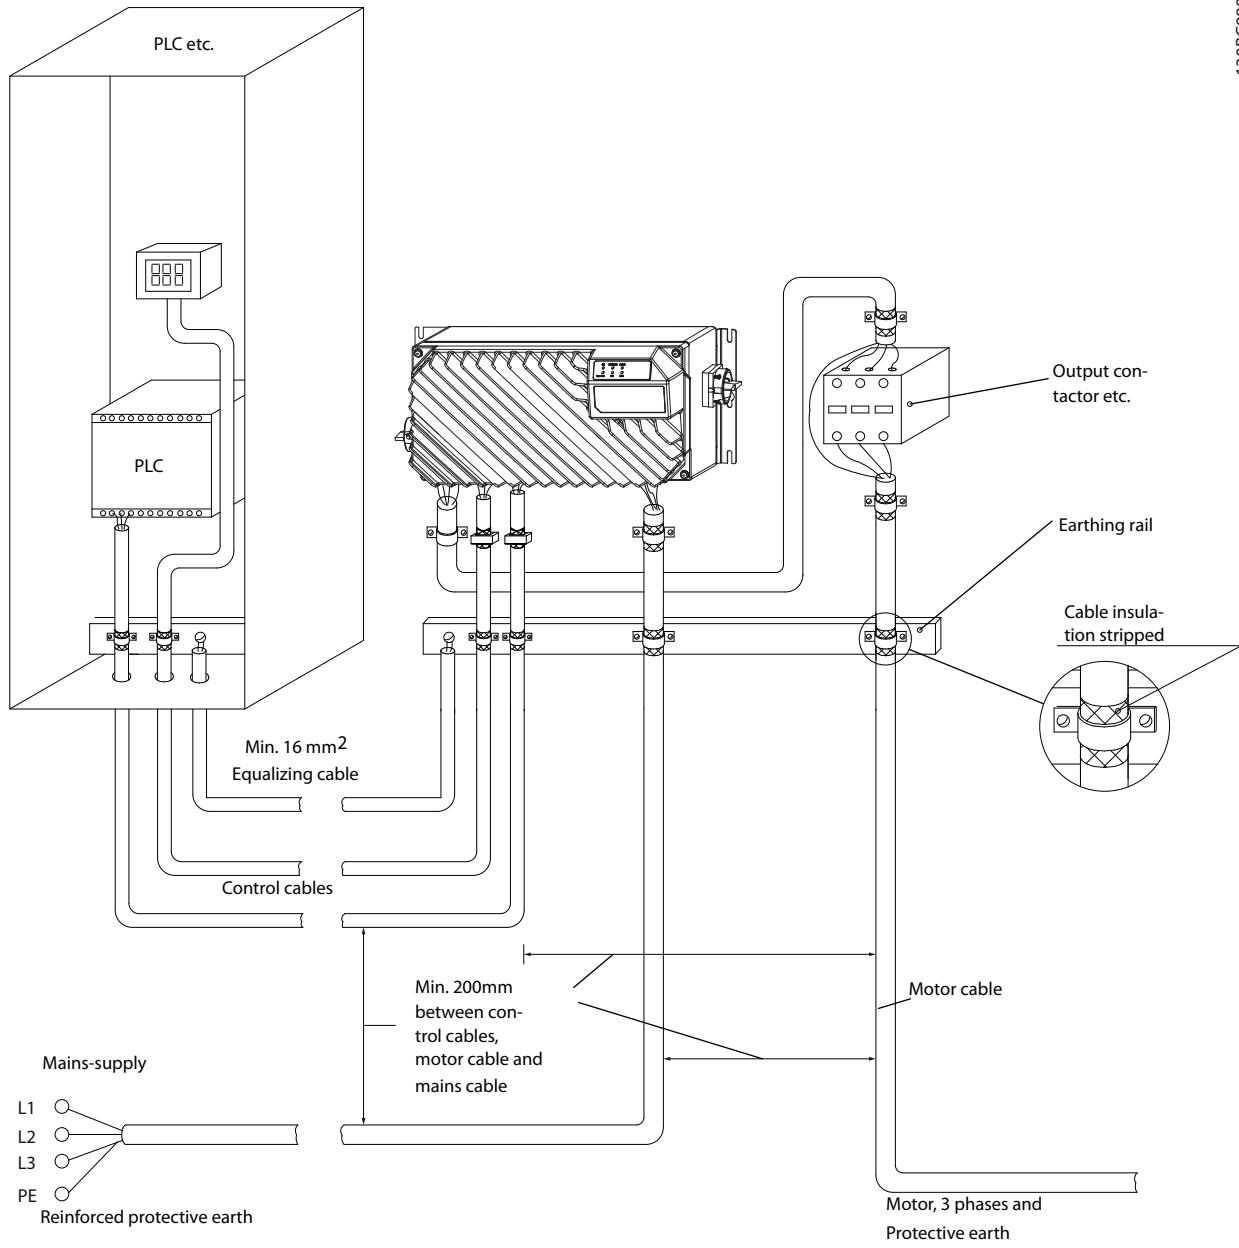 PLC etc.
PLC
Output con-
tactor etc.
Earthing rail
Cable insula-
tion stripped
Min. 16 mm2
Equalizing cable
Control cables
Min. 200mm
between con-
trol cables,
motor cable and
mains cable
Motor cable
Mains-supply
L1
L2
L3
PE
Reinforced protective earth
Motor, 3 phases and
Protective earth